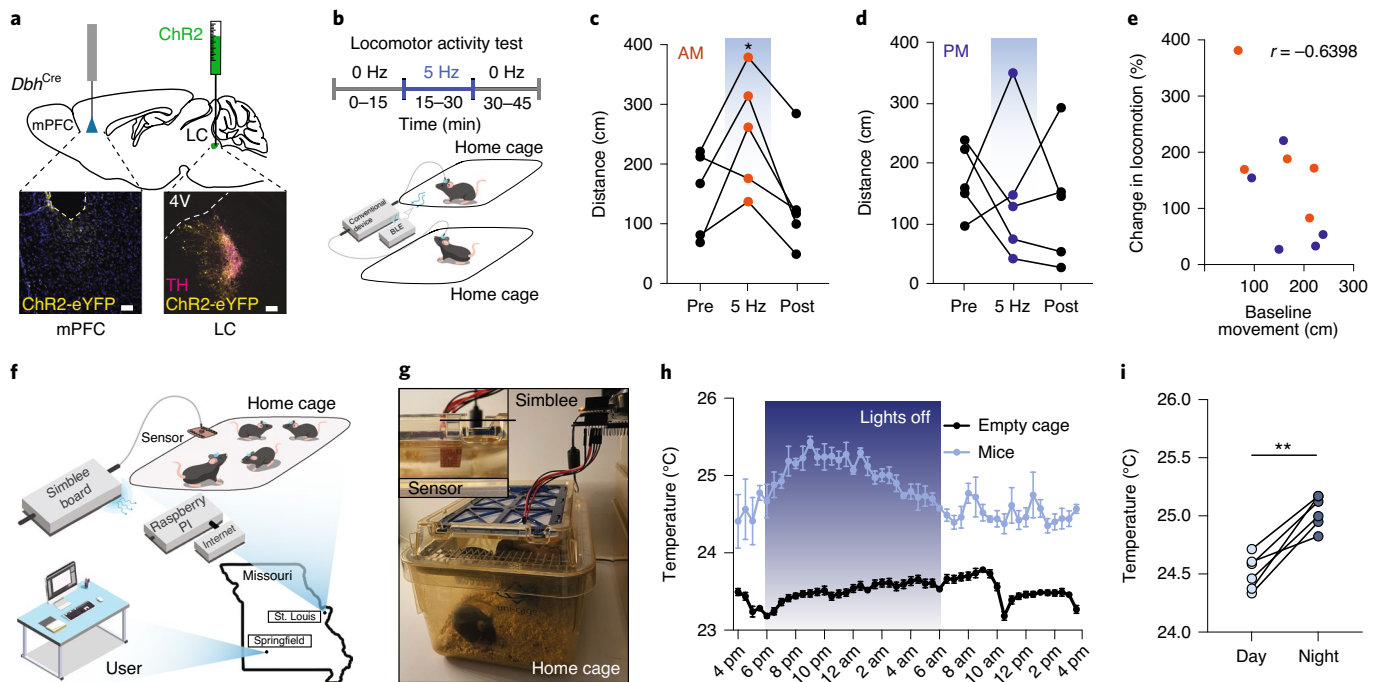 a
ChR2
Dbh^Cre
mPFC
LC
4V
TH
ChR2-eYFP
ChR2-eYFP
mPFC
LC
b
Locomotor activity test
0 Hz 5 Hz 0 Hz
0–15 15–30 30–45
Time (min)
Home cage
Conventional
device
BLE
Home cage
c
AM
*
400
300
200
100
0
Distance (cm)
Pre 5 Hz Post
d
PM
400
300
200
100
0
Distance (cm)
Pre 5 Hz Post
e
r = –0.6398
400
300
200
100
0
Change in locomotion (%)
100 200 300
Baseline
movement (cm)
f
Home cage
Sensor
Simblee
board
Raspberry
PI
Internet
Missouri
St. Louis
Springfield
User
g
Simblee
Sensor
Home cage
h
Lights off
Empty cage
Mice
26
25
24
23
Temperature (°C)
4 pm 6 pm 8 pm 10 pm 12 am 2 am 4 am 6 am 8 am 10 am 12 pm 2 pm 4 pm
i
**
26.0
25.5
25.0
24.5
24.0
Temperature (°C)
Day Night